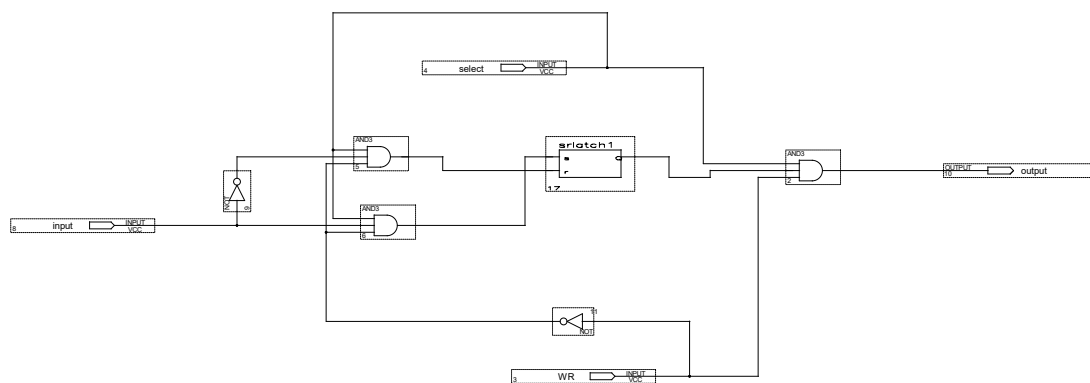 4 select INPUT
VCC
AND3
5
srlatch1
s Q
r
17
AND3
2
OUTPUT
10 output
NOT
9
AND3
6
8 input INPUT
VCC
11
NOT
3 WR INPUT
VCC